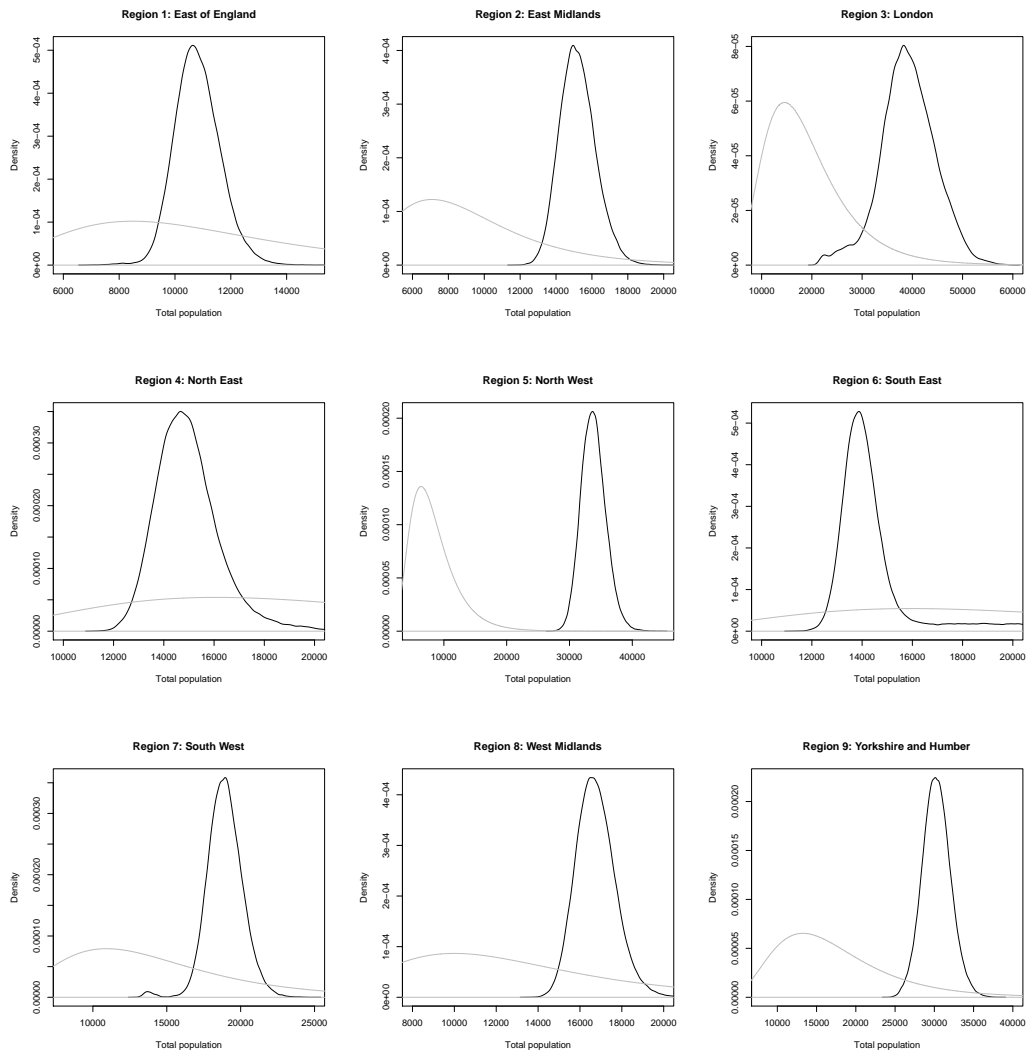 Region 1: East of England
Density
0e+00 1e-04 2e-04 3e-04 4e-04 5e-04
6000 8000 10000 12000 14000
Total population
Region 2: East Midlands
Density
0e+00 1e-04 2e-04 3e-04 4e-04
6000 8000 10000 12000 14000 16000 18000 20000
Total population
Region 3: London
Density
0e+00 2e-05 4e-05 6e-05 8e-05
10000 20000 30000 40000 50000 60000
Total population
Region 4: North East
Density
0.00000 0.00010 0.00020 0.00030
10000 12000 14000 16000 18000 20000
Total population
Region 5: North West
Density
0.00000 0.00005 0.00010 0.00015 0.00020
10000 20000 30000 40000
Total population
Region 6: South East
Density
0e+00 1e-04 2e-04 3e-04 4e-04 5e-04
10000 12000 14000 16000 18000 20000
Total population
Region 7: South West
Density
0.00000 0.00010 0.00020 0.00030
10000 15000 20000 25000
Total population
Region 8: West Midlands
Density
0e+00 1e-04 2e-04 3e-04 4e-04
8000 10000 12000 14000 16000 18000 20000
Total population
Region 9: Yorkshire and Humber
Density
0.00000 0.00005 0.00010 0.00015 0.00020
10000 15000 20000 25000 30000 35000 40000
Total population